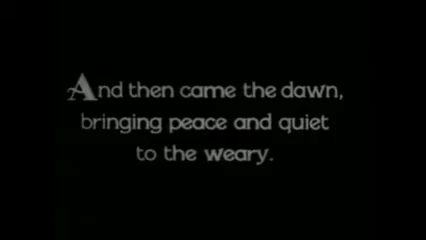 And then came the dawn,
bringing peace and quiet
to the weary.